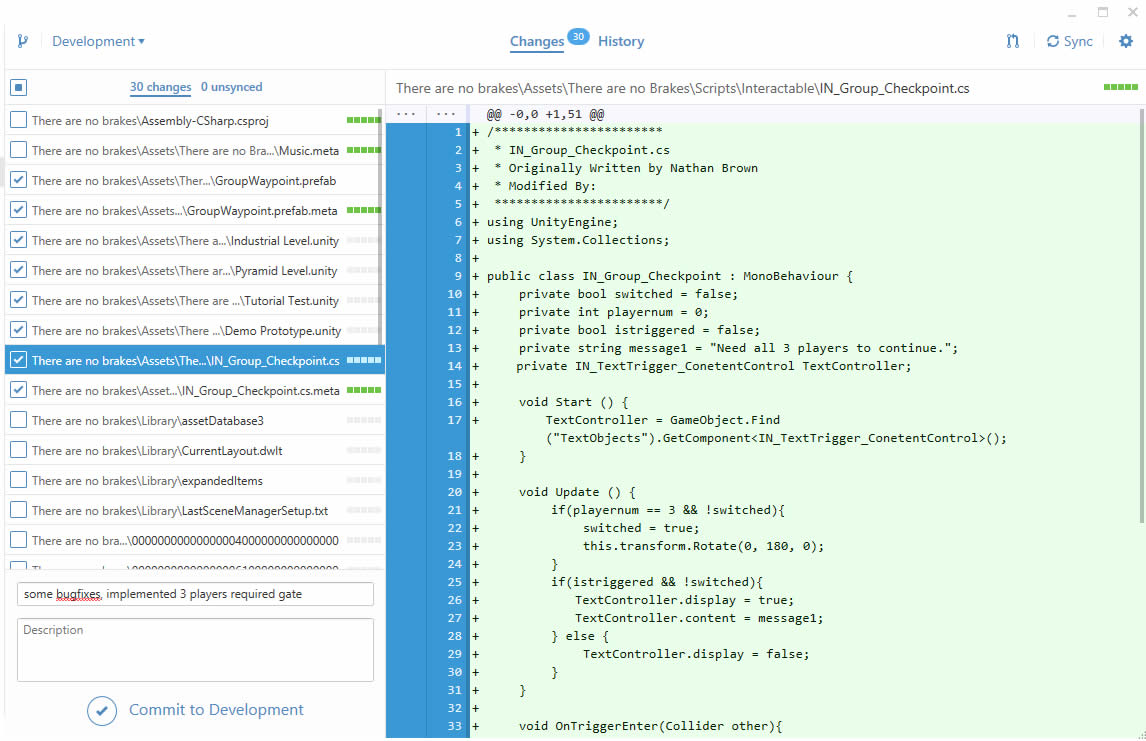 Development
Changes 30 History
Sync
30 changes 0 unsynced
There are no brakes\Assembly-CSharp.csproj
There are no brakes\Assets\There are no Bra...\Music.meta
There are no brakes\Assets\Ther...\GroupWaypoint.prefab
There are no brakes\Assets...\GroupWaypoint.prefab.meta
There are no brakes\Assets\There a...\Industrial Level.unity
There are no brakes\Assets\There ar...\Pyramid Level.unity
There are no brakes\Assets\There are ...\Tutorial Test.unity
There are no brakes\Assets\There ...\Demo Prototype.unity
There are no brakes\Assets\The...\IN_Group_Checkpoint.cs
There are no brakes\Asset...\IN_Group_Checkpoint.cs.meta
There are no brakes\Library\assetDatabase3
There are no brakes\Library\CurrentLayout.dwlt
There are no brakes\Library\expandedItems
There are no brakes\Library\LastSceneManagerSetup.txt
There are no bra...\00000000000000004000000000000000
some bugfixes, implemented 3 players required gate
Description
Commit to Development
There are no brakes\Assets\There are no Brakes\Scripts\Interactable\IN_Group_Checkpoint.cs
... ... @@ -0,0 +1,51 @@
1 + /***********************
2 + * IN_Group_Checkpoint.cs
3 + * Originally Written by Nathan Brown
4 + * Modified By:
5 + ***********************/
6 + using UnityEngine;
7 + using System.Collections;
8 +
9 + public class IN_Group_Checkpoint : MonoBehaviour {
10 + private bool switched = false;
11 + private int playernum = 0;
12 + private bool istriggered = false;
13 + private string message1 = "Need all 3 players to continue.";
14 + private IN_TextTrigger_ConetentControl TextController;
15 +
16 + void Start () {
17 + TextController = GameObject.Find
("TextObjects").GetComponent<IN_TextTrigger_ConetentControl>();
18 + }
19 +
20 + void Update () {
21 + if(playernum == 3 && !switched){
22 + switched = true;
23 + this.transform.Rotate(0, 180, 0);
24 + }
25 + if(istriggered && !switched){
26 + TextController.display = true;
27 + TextController.content = message1;
28 + } else {
29 + TextController.display = false;
30 + }
31 + }
32 +
33 + void OnTriggerEnter(Collider other){